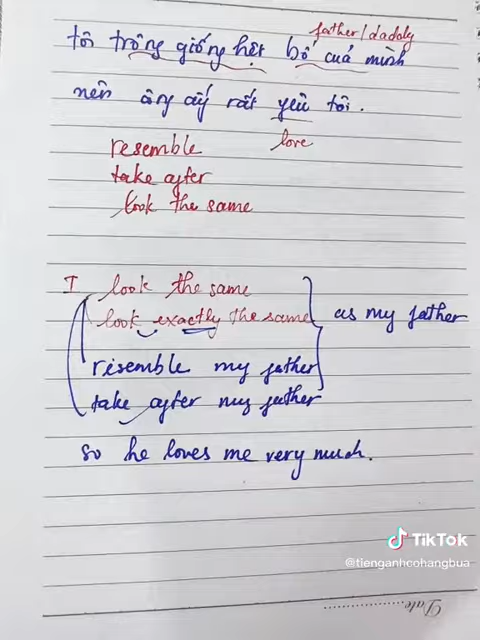 father/daddy
tôi trông giống hệt bố cuả mình
nên ông ấy rất yêu tôi.
love
resemble
take after
look the same
I look the same
look exactly the same
as my father
resemble my father
take after my father
so he loves me very much.
TikTok
@tienganhcohangbua
Date